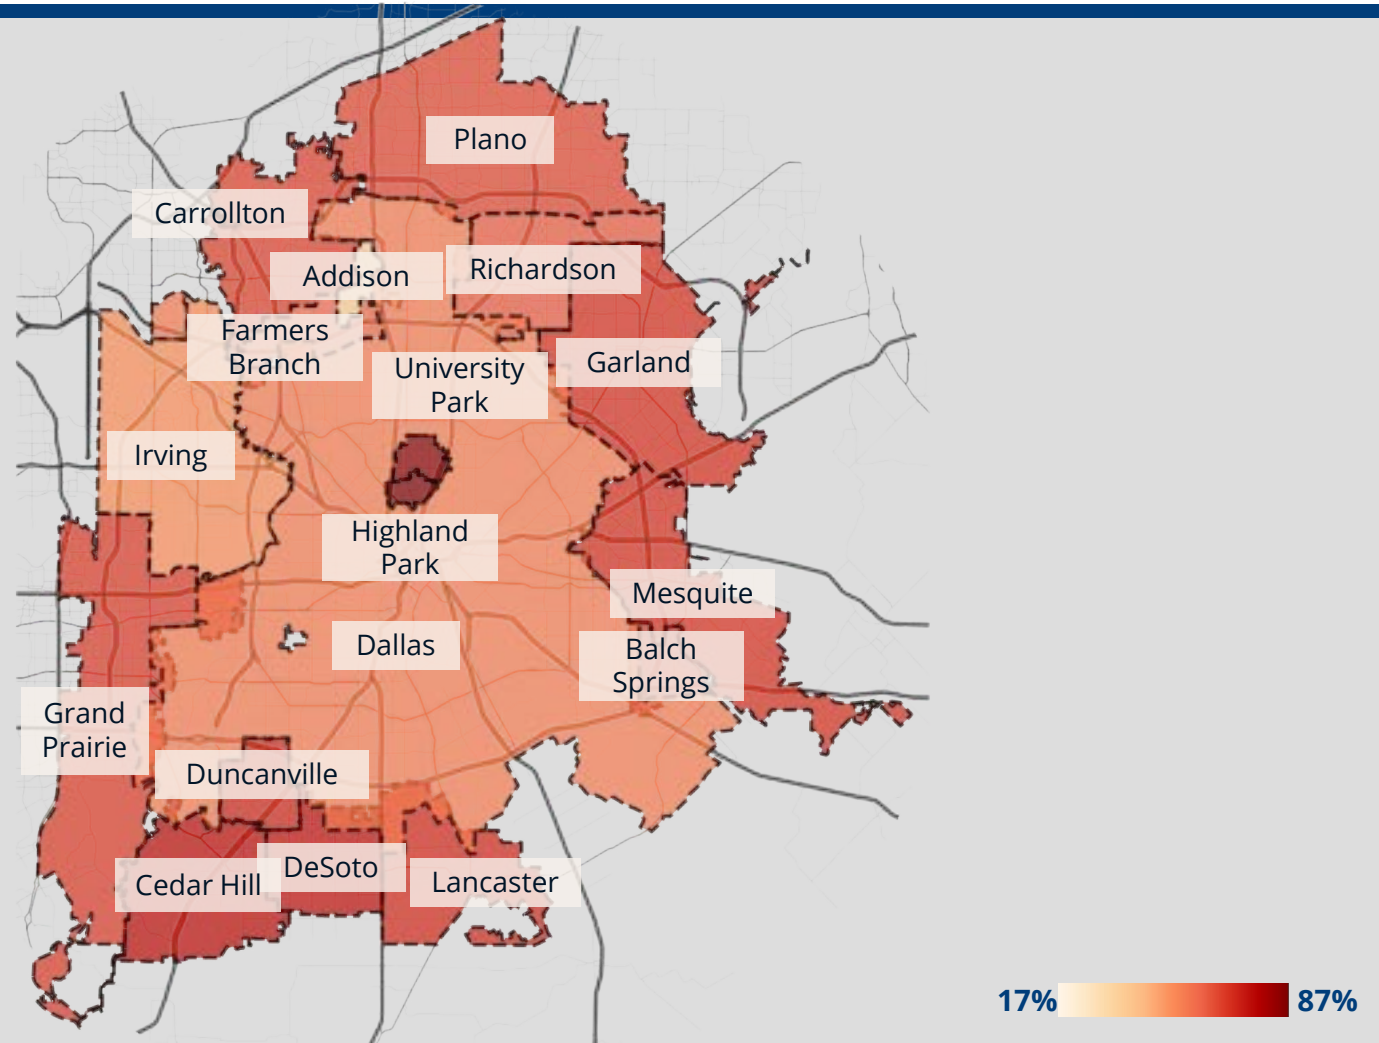 Plano
Carrollton
Addison
Richardson
Farmers
Branch
University
Park
Garland
Irving
Highland
Park
Mesquite
Dallas
Balch
Springs
Grand
Prairie
Duncanville
Cedar Hill
DeSoto
Lancaster
17%
87%